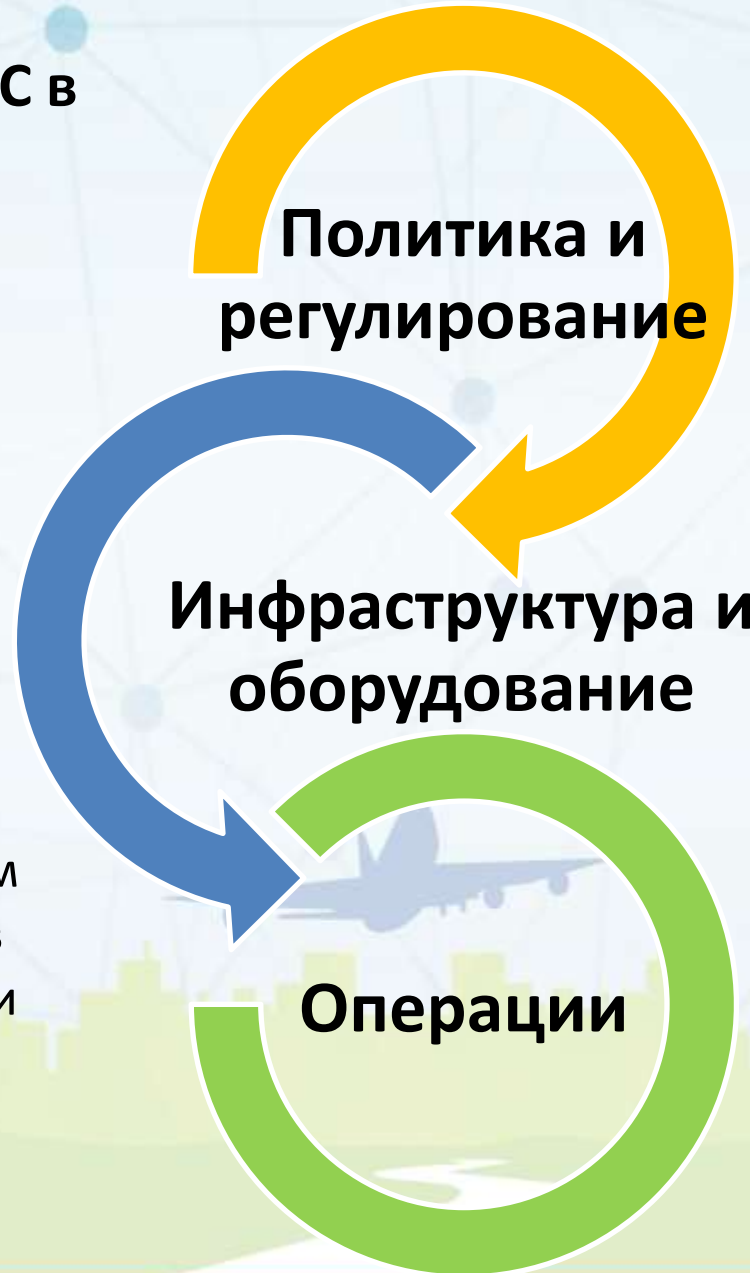 С в
Политика и
регулирование
Инфраструктура и
оборудование
м
в
и
Операции